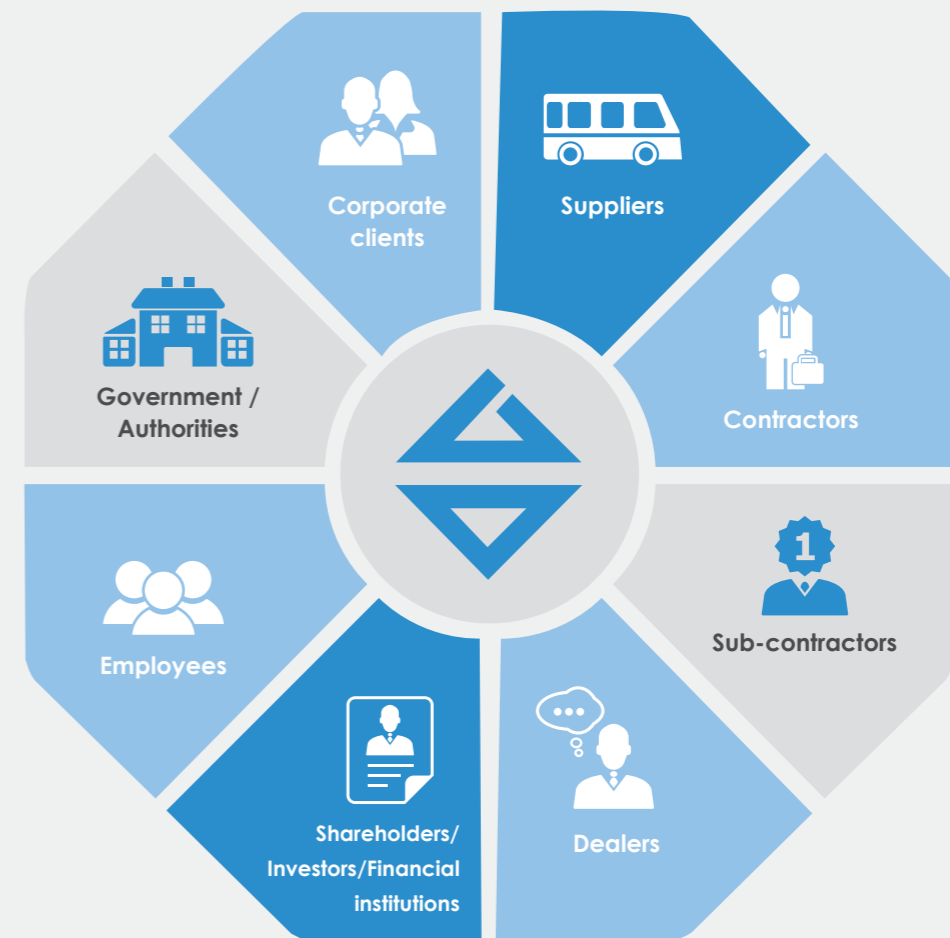 Corporate
clients
Suppliers
Contractors
Government /
Authorities
1
Sub-contractors
Employees
Shareholders/
Investors/Financial
institutions
Dealers